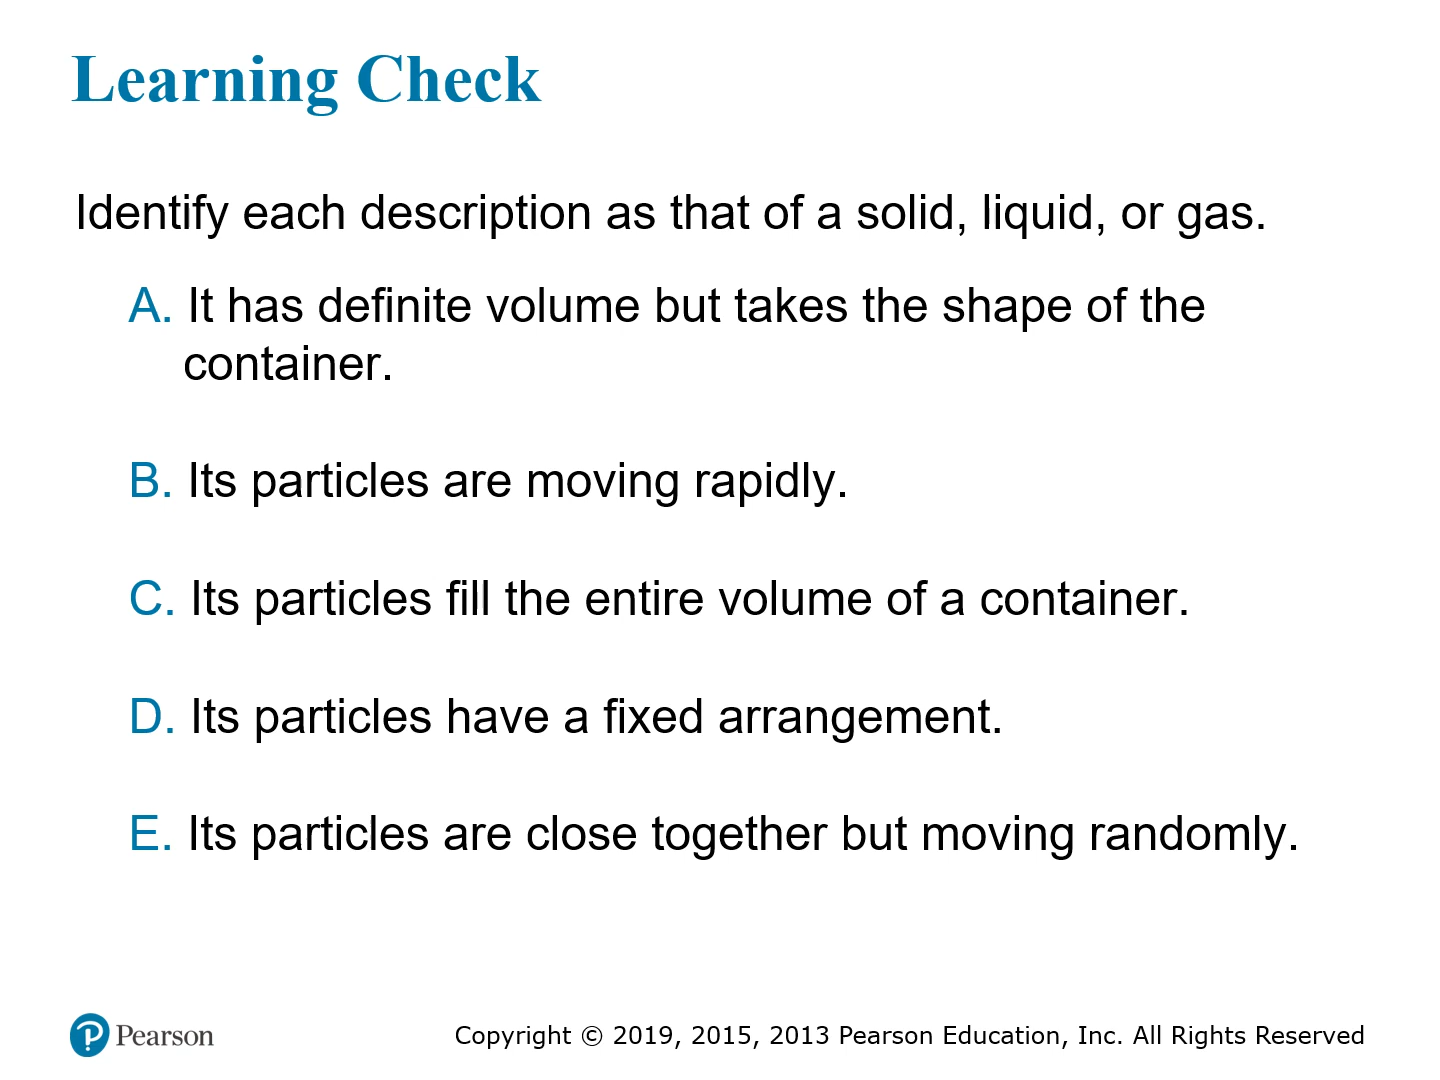 Learning Check
Identify each description as that of a solid, liquid, or gas.
A. It has definite volume but takes the shape of the
container.
B. Its particles are moving rapidly.
C. Its particles fill the entire volume of a container.
D. Its particles have a fixed arrangement.
E. Its particles are close together but moving randomly.
Pearson
Copyright © 2019, 2015, 2013 Pearson Education, Inc. All Rights Reserved